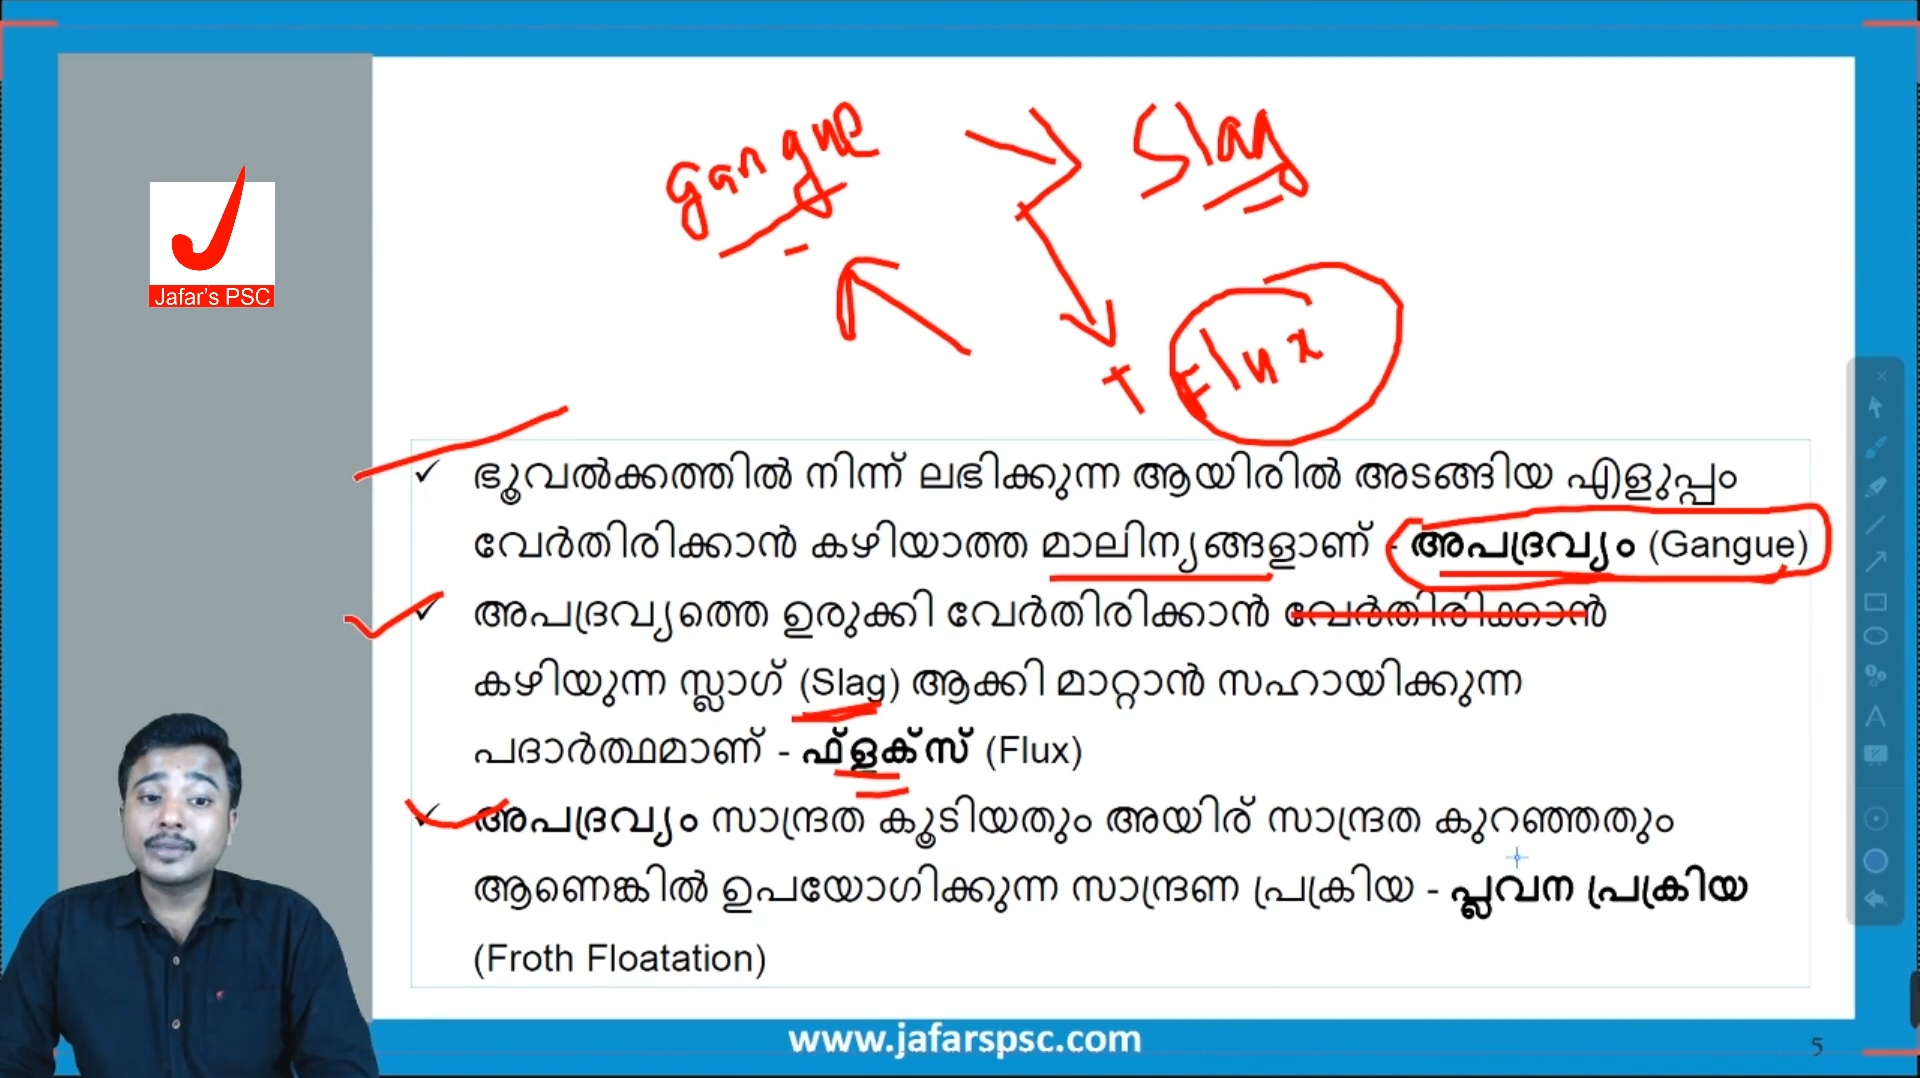 gangue
Slag
+ Flux
Jafar's PSC
✓ ഭൂവൽക്കത്തിൽ നിന്ന് ലഭിക്കുന്ന ആയിരിൽ അടങ്ങിയ എളുപ്പം
വേർതിരിക്കാൻ കഴിയാത്ത മാലിന്യങ്ങളാണ് - അപദ്രവ്യം (Gangue)
✓ അപദ്രവ്യത്തെ ഉരുക്കി വേർതിരിക്കാൻ വേർതിരിക്കാൻ
കഴിയുന്ന സ്ലാഗ് (Slag) ആക്കി മാറ്റാൻ സഹായിക്കുന്ന
പദാർത്ഥമാണ് - ഫ്ളക്സ് (Flux)
✓ അപദ്രവ്യം സാന്ദ്രത കൂടിയതും അയിര് സാന്ദ്രത കുറഞ്ഞതും
ആണെങ്കിൽ ഉപയോഗിക്കുന്ന സാന്ദ്രണ പ്രക്രിയ - പ്ലവന പ്രക്രിയ
(Froth Floatation)
www.jafarspsc.com
5